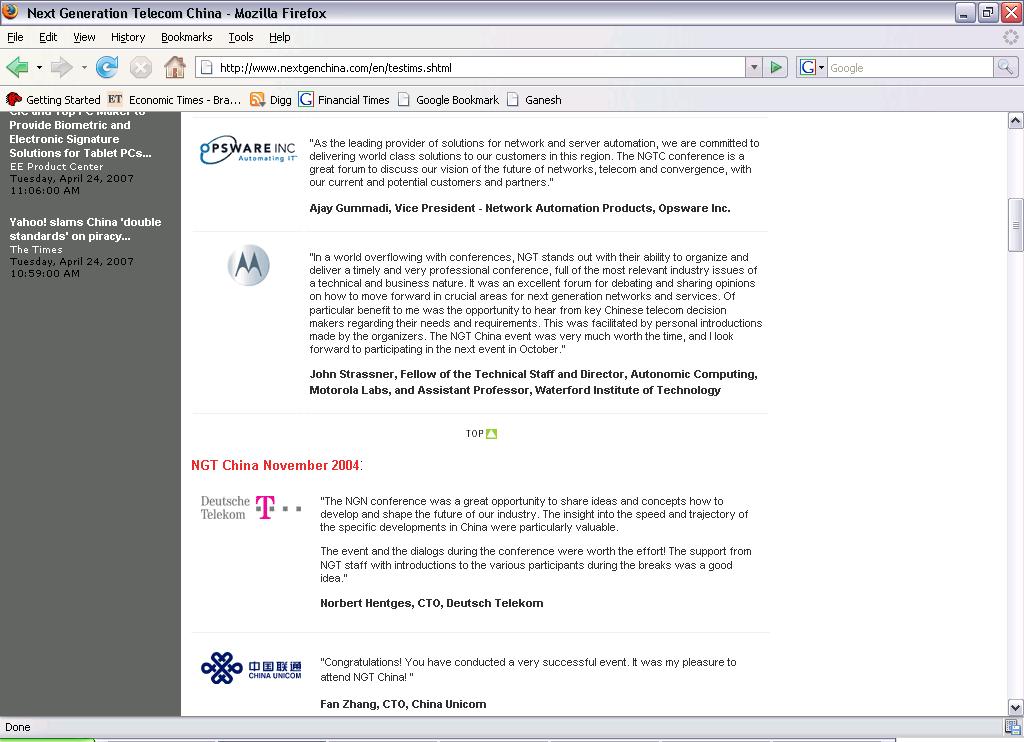 Next Generation Telecom China - Mozilla Firefox
File Edit View History Bookmarks Tools Help
http://www.nextgenchina.com/en/testims.shtml
G Google
Getting Started ET Economic Times - Bra... Digg G Financial Times Google Bookmark Ganesh
CIC and Top PC Maker to
Provide Biometric and
Electronic Signature
Solutions for Tablet PCs...
EE Product Center
Tuesday, April 24, 2007
11:06:00 AM
Yahoo! slams China 'double
standards' on piracy...
The Times
Tuesday, April 24, 2007
10:59:00 AM
OPSWARE INC
Automating IT™
"As the leading provider of solutions for network and server automation, we are committed to
delivering world class solutions to our customers in this region. The NGTC conference is a
great forum to discuss our vision of the future of networks, telecom and convergence, with
our current and potential customers and partners."
Ajay Gummadi, Vice President - Network Automation Products, Opsware Inc.
"In a world overflowing with conferences, NGT stands out with their ability to organize and
deliver a timely and very professional conference, full of the most relevant industry issues of
a technical and business nature. It was an excellent forum for debating and sharing opinions
on how to move forward in crucial areas for next generation networks and services. Of
particular benefit to me was the opportunity to hear from key Chinese telecom decision
makers regarding their needs and requirements. This was facilitated by personal introductions
made by the organizers. The NGT China event was very much worth the time, and I look
forward to participating in the next event in October."
John Strassner, Fellow of the Technical Staff and Director, Autonomic Computing,
Motorola Labs, and Assistant Professor, Waterford Institute of Technology
TOP
NGT China November 2004:
Deutsche
Telekom T
"The NGN conference was a great opportunity to share ideas and concepts how to
develop and shape the future of our industry. The insight into the speed and trajectory of
the specific developments in China were particularly valuable.
The event and the dialogs during the conference were worth the effort! The support from
NGT staff with introductions to the various participants during the breaks was a good
idea."
Norbert Hentges, CTO, Deutsch Telekom
中国联通
CHINA UNICOM
"Congratulations! You have conducted a very successful event. It was my pleasure to
attend NGT China! "
Fan Zhang, CTO, China Unicom
Done